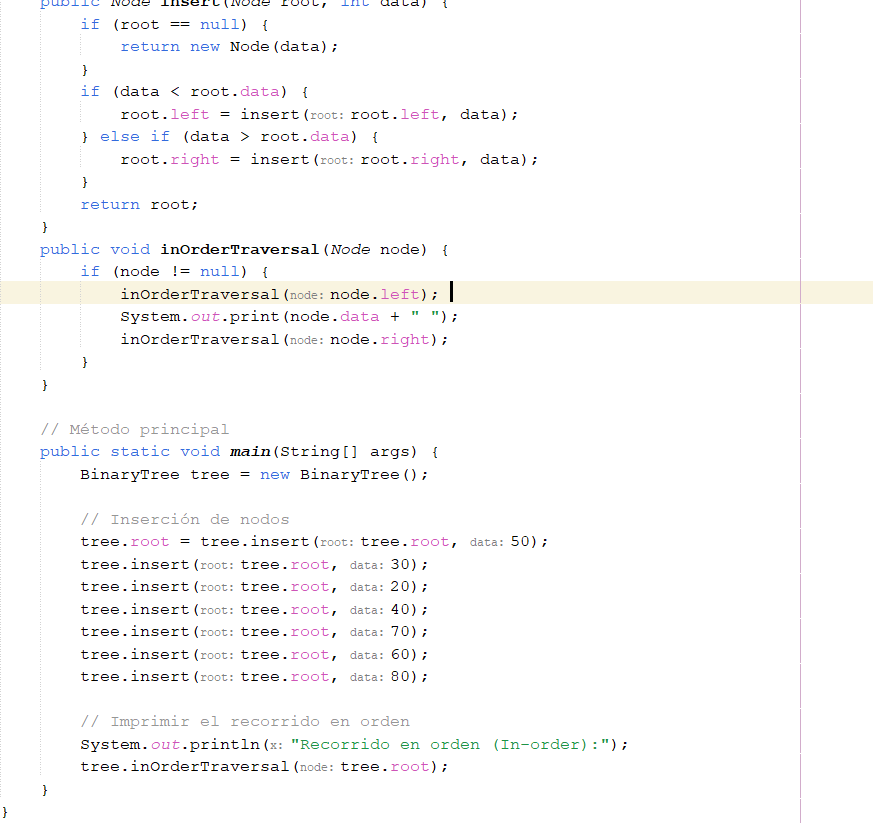 public Node insert(Node root, int data) {
if (root == null) {
return new Node(data);
}
if (data < root.data) {
root.left = insert(root: root.left, data);
} else if (data > root.data) {
root.right = insert(root: root.right, data);
}
return root;
}
public void inOrderTraversal(Node node) {
if (node != null) {
inOrderTraversal(node: node.left);
System.out.print(node.data + " ");
inOrderTraversal(node: node.right);
}
}
// Método principal
public static void main(String[] args) {
BinaryTree tree = new BinaryTree();
// Inserción de nodos
tree.root = tree.insert(root: tree.root, data: 50);
tree.insert(root: tree.root, data: 30);
tree.insert(root: tree.root, data: 20);
tree.insert(root: tree.root, data: 40);
tree.insert(root: tree.root, data: 70);
tree.insert(root: tree.root, data: 60);
tree.insert(root: tree.root, data: 80);
// Imprimir el recorrido en orden
System.out.println(x: "Recorrido en orden (In-order):");
tree.inOrderTraversal(node: tree.root);
}
}